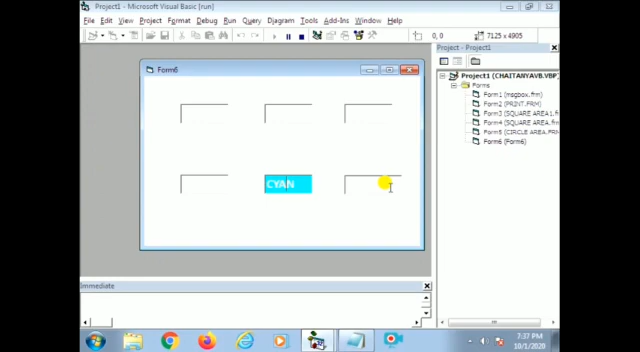 Project1 - Microsoft Visual Basic [run]
File Edit View Project Format Debug Run Query Diagram Tools Add-Ins Window Help
0, 0 7125 x 4905
Project - Project1
Form6
Project1 (CHAITANYAVB.VBP)
Forms
Form1 (msgbox.frm)
Form2 (PRINT.FRM)
Form3 (SQUARE AREA1.f
Form4 (SQUARE AREA.frm
Form5 (CIRCLE AREA.FRM
Form6 (Form6)
CYAN
Immediate
7:37 PM
10/1/2020